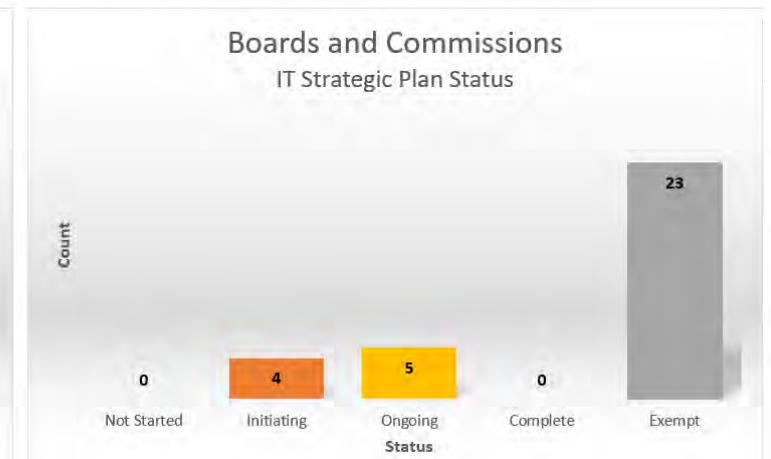 Boards and Commissions
IT Strategic Plan Status
Count
23
0
4
5
0
Not Started
Initiating
Ongoing
Complete
Exempt
Status